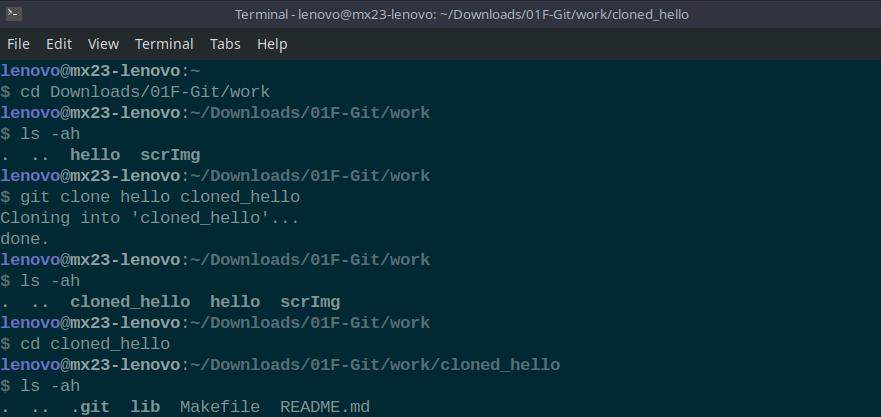 Terminal - lenovo@mx23-lenovo: ~/Downloads/01F-Git/work/cloned_hello
File Edit View Terminal Tabs Help
lenovo@mx23-lenovo:~
$ cd Downloads/01F-Git/work
lenovo@mx23-lenovo:~/Downloads/01F-Git/work
$ ls -ah
.  ..  hello  scrImg
lenovo@mx23-lenovo:~/Downloads/01F-Git/work
$ git clone hello cloned_hello
Cloning into 'cloned_hello'...
done.
lenovo@mx23-lenovo:~/Downloads/01F-Git/work
$ ls -ah
.  ..  cloned_hello  hello  scrImg
lenovo@mx23-lenovo:~/Downloads/01F-Git/work
$ cd cloned_hello
lenovo@mx23-lenovo:~/Downloads/01F-Git/work/cloned_hello
$ ls -ah
.  ..  .git  lib  Makefile  README.md